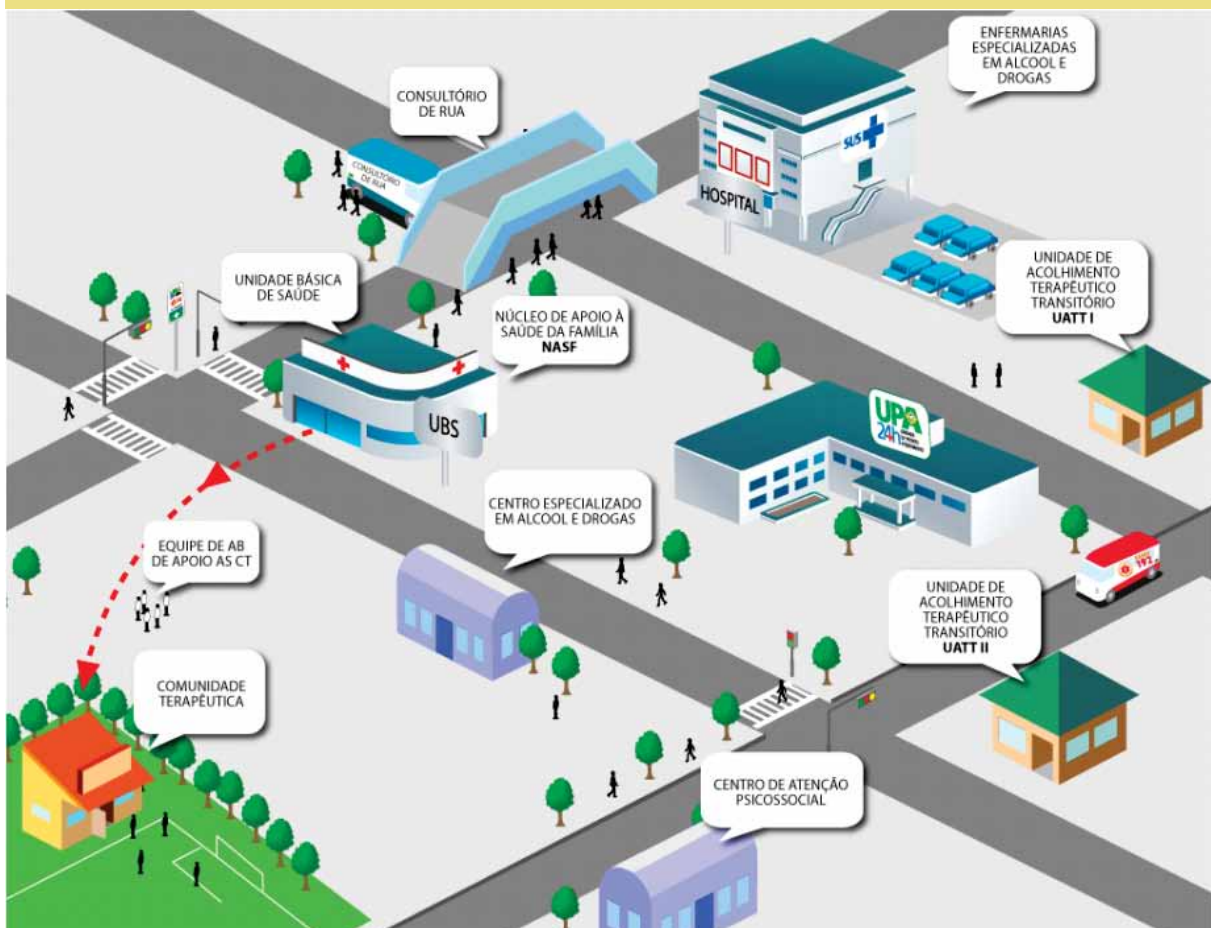 ENFERMARIAS
ESPECIALIZADAS
EM ALCOOL E
DROGAS
CONSULTÓRIO
DE RUA
CONSULTÓRIO
DE RUA
SUS
HOSPITAL
UNIDADE DE
ACOLHIMENTO
TERAPÊUTICO
TRANSITÓRIO
UATT I
UNIDADE BÁSICA
DE SAÚDE
NÚCLEO DE APOIO À
SAÚDE DA FAMÍLIA
NASF
UBS
UPA
24h
CENTRO ESPECIALIZADO
EM ALCOOL E DROGAS
EQUIPE DE AB
DE APOIO AS CT
192
UNIDADE DE
ACOLHIMENTO
TERAPÊUTICO
TRANSITÓRIO
UATT II
COMUNIDADE
TERAPÊUTICA
CENTRO DE ATENÇÃO
PSICOSSOCIAL